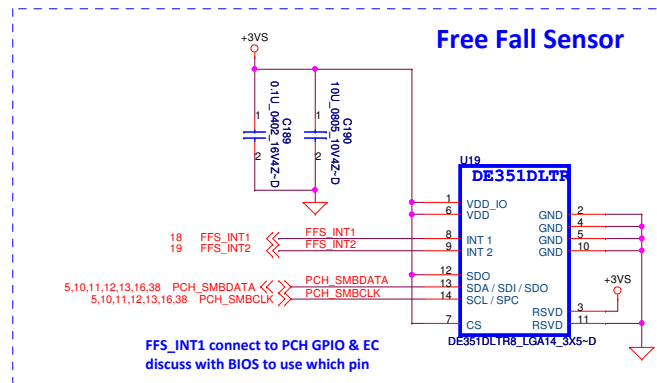 Free Fall Sensor
+3VS
0.1U_0402_16V4Z~D
C189
1
2
10U_0805_10V4Z~D
C190
1
2
U19
DE351DLTR
1 VDD_IO
6 VDD
GND 2
GND 4
GND 5
GND 10
18 FFS_INT1 FFS_INT1 8 INT 1
19 FFS_INT2 FFS_INT2 9 INT 2
12 SDO
5,10,11,12,13,16,38 PCH_SMBDATA PCH_SMBDATA 13 SDA / SDI / SDO
5,10,11,12,13,16,38 PCH_SMBCLK PCH_SMBCLK 14 SCL / SPC
+3VS
RSVD 3
RSVD 11
7 CS
DE351DLTR8_LGA14_3X5~D
FFS_INT1 connect to PCH GPIO & EC
discuss with BIOS to use which pin